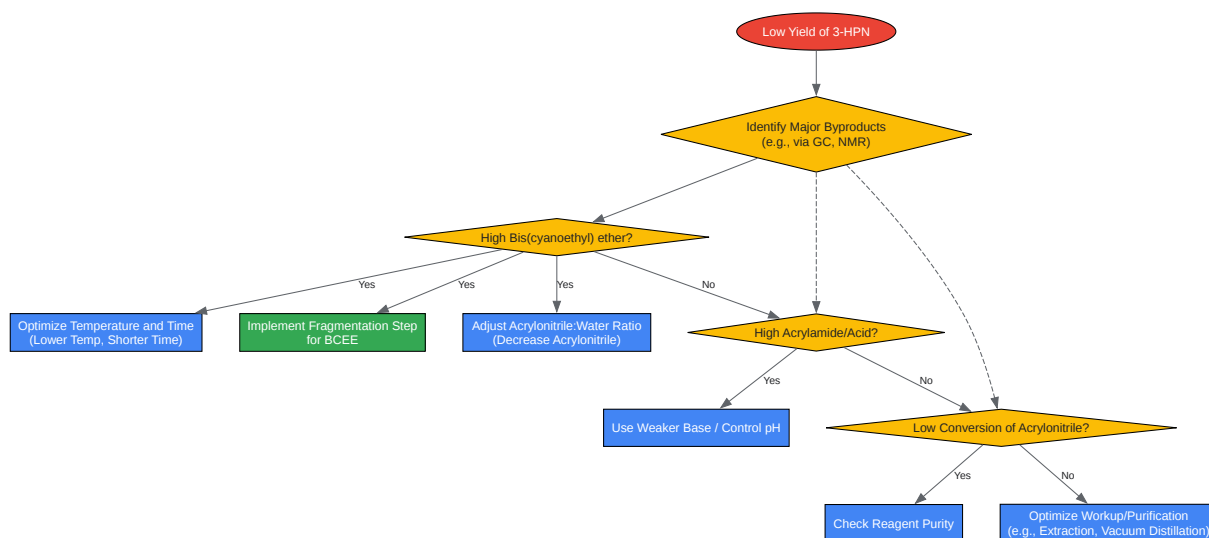 Low Yield of 3-HPN
Identify Major Byproducts
(e.g., via GC, NMR)
High Bis(cyanoethyl) ether?
Yes
Yes
Yes
No
Optimize Temperature and Time
(Lower Temp, Shorter Time)
Implement Fragmentation Step
for BCEE
Adjust Acrylonitrile:Water Ratio
(Decrease Acrylonitrile)
High Acrylamide/Acid?
Yes
No
Use Weaker Base / Control pH
Low Conversion of Acrylonitrile?
Yes
No
Check Reagent Purity
Optimize Workup/Purification
(e.g., Extraction, Vacuum Distillation)